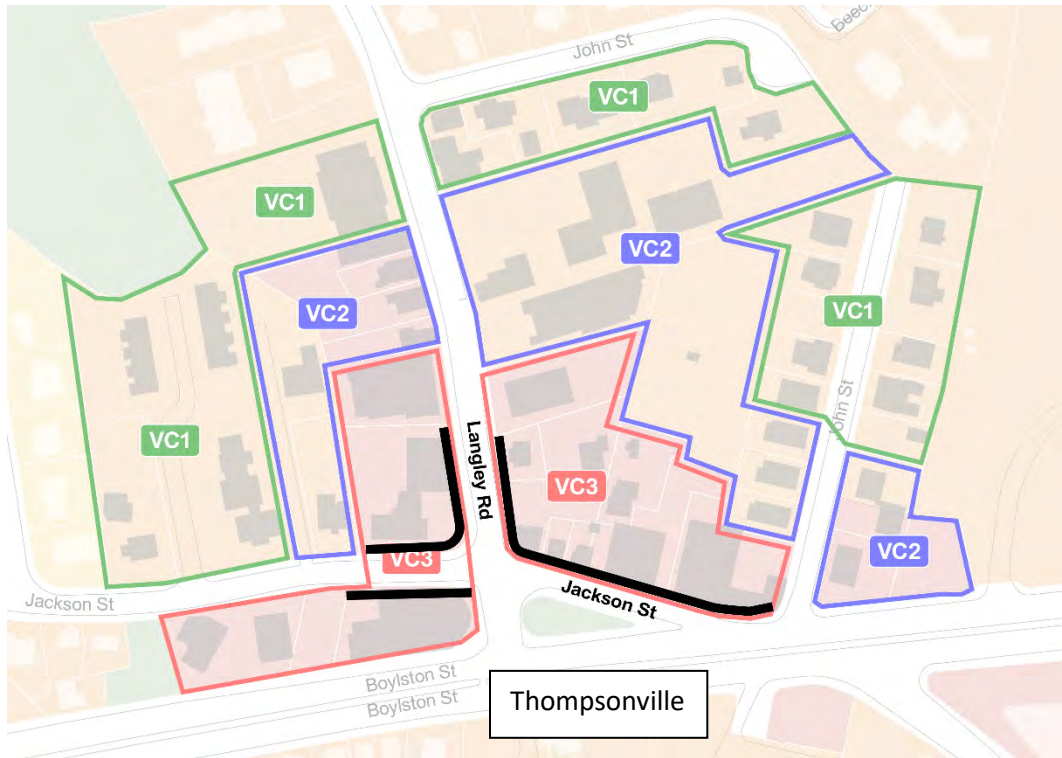 John St
Beec
VC1
VC1
VC2
VC2
VC1
VC1
John St
Langley Rd
VC3
VC3
VC2
Jackson St
Jackson St
Boylston St
Boylston St
Thompsonville